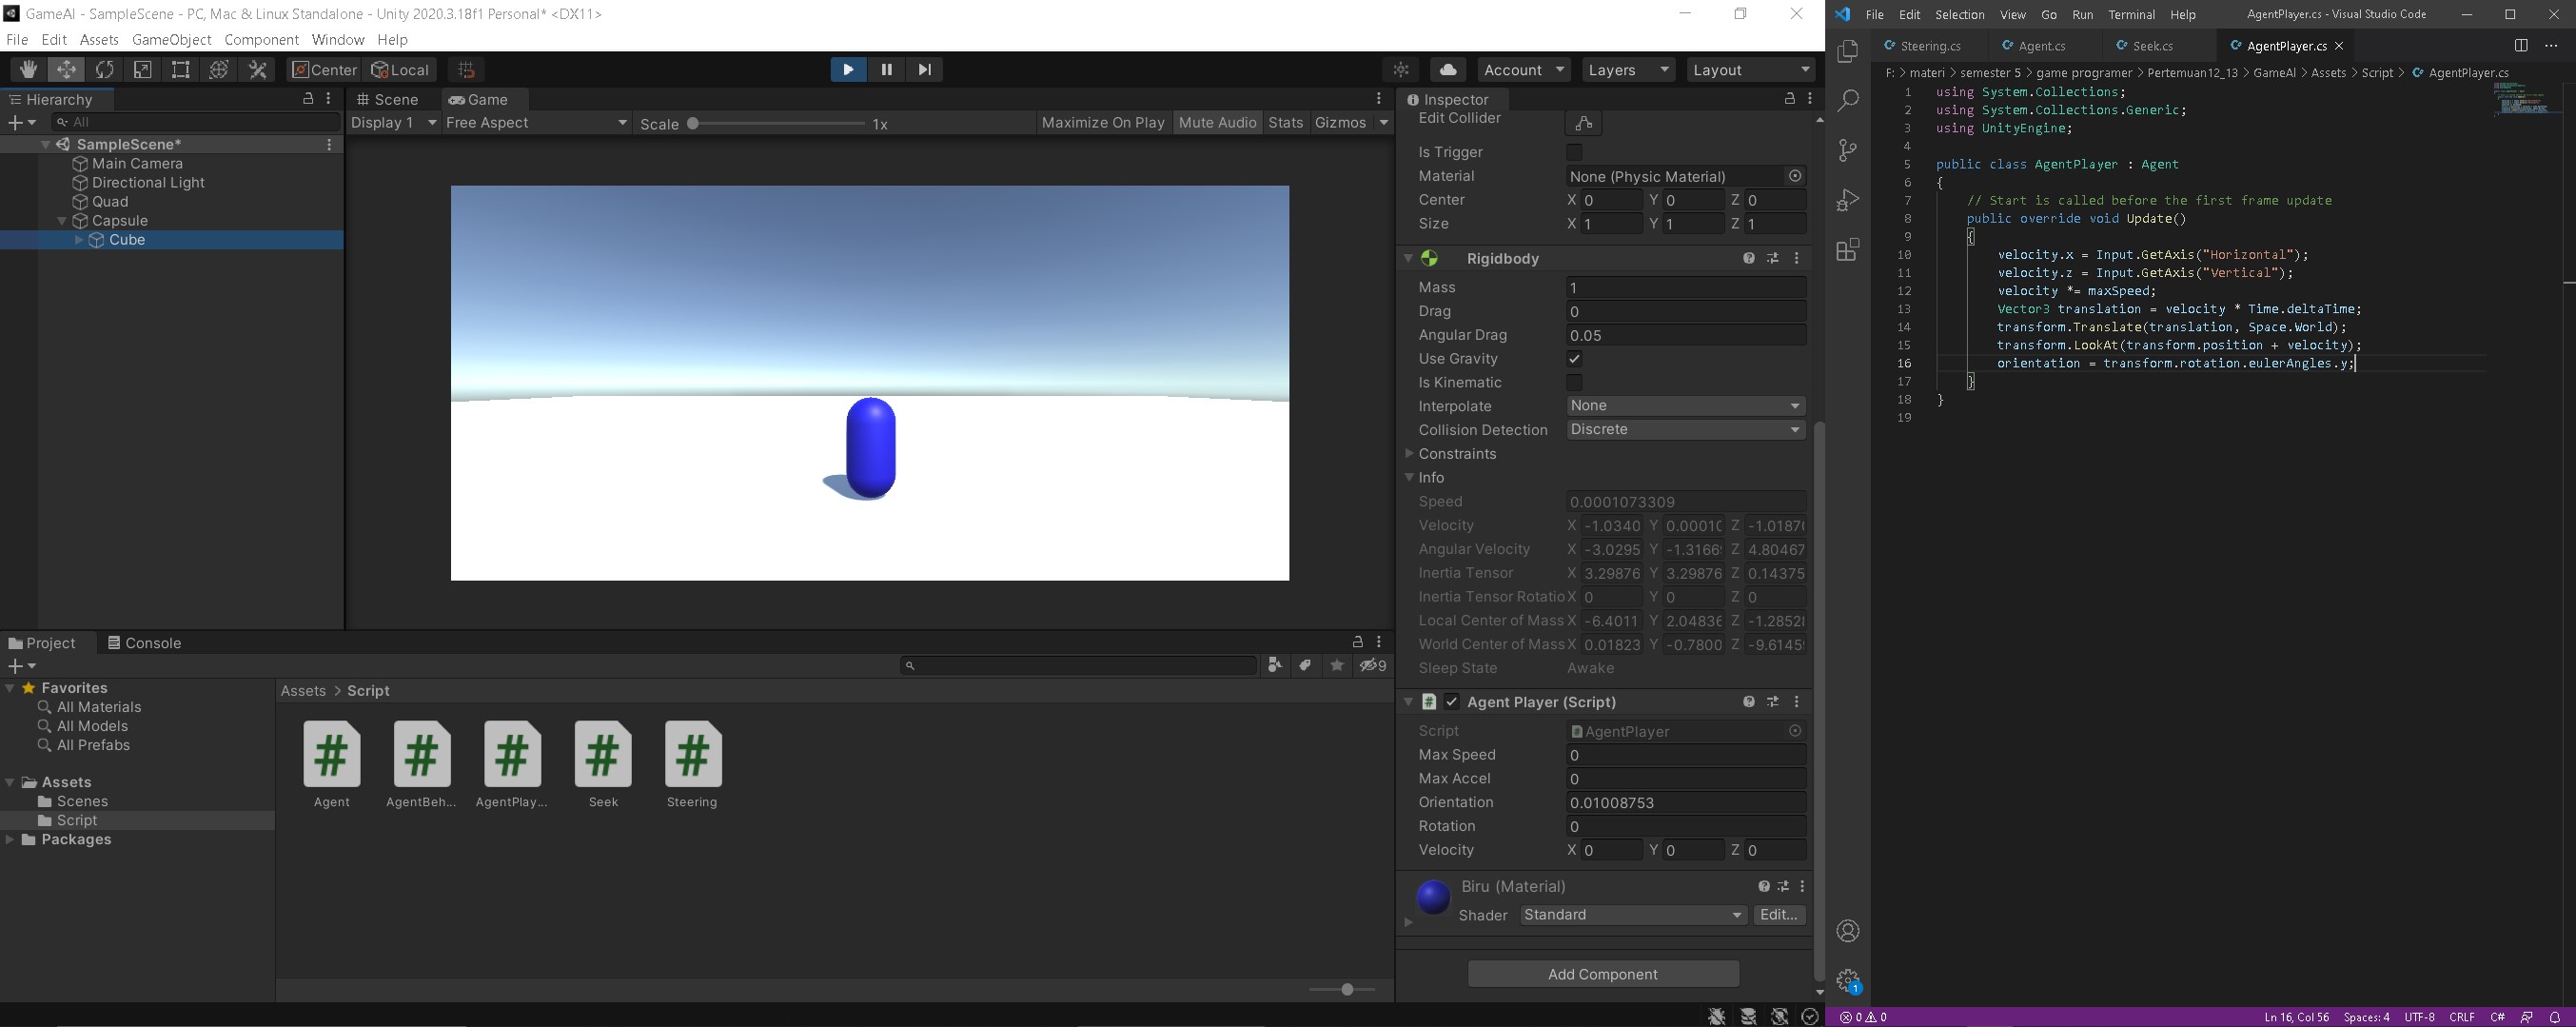 GameAI - SampleScene - PC, Mac & Linux Standalone - Unity 2020.3.18f1 Personal* <DX11>
File Edit Assets GameObject Component Window Help
Center Local Account Layers Layout
Hierarchy
All
SampleScene*
Main Camera
Directional Light
Quad
Capsule
Cube
Scene Game
Display 1 Free Aspect Scale 1x Maximize On Play Mute Audio Stats Gizmos
Project Console
9
Favorites
All Materials
All Models
All Prefabs
Assets
Scenes
Script
Packages
Assets > Script
Agent AgentBeh... AgentPlay... Seek Steering
Inspector
Edit Collider
Is Trigger
Material None (Physic Material)
Center X 0 Y 0 Z 0
Size X 1 Y 1 Z 1
Rigidbody
Mass 1
Drag 0
Angular Drag 0.05
Use Gravity
Is Kinematic
Interpolate None
Collision Detection Discrete
Constraints
Info
Speed 0.0001073309
Velocity X -1.0340 Y 0.0001( Z -1.0187(
Angular Velocity X -3.0295 Y -1.3166 Z 4.80467
Inertia Tensor X 3.29876 Y 3.29876 Z 0.14375
Inertia Tensor Rotatio X 0 Y 0 Z 0
Local Center of Mass X -6.4011 Y 2.04836 Z -1.2852
World Center of Mass X 0.01823 Y -0.7800 Z -9.6145
Sleep State Awake
Agent Player (Script)
Script AgentPlayer
Max Speed 0
Max Accel 0
Orientation 0.01008753
Rotation 0
Velocity X 0 Y 0 Z 0
Biru (Material)
Shader Standard Edit...
Add Component
File Edit Selection View Go Run Terminal Help AgentPlayer.cs - Visual Studio Code
Steering.cs Agent.cs Seek.cs AgentPlayer.cs
F: > materi > semester 5 > game programer > Pertemuan12_13 > GameAI > Assets > Script > AgentPlayer.cs
1 using System.Collections;
2 using System.Collections.Generic;
3 using UnityEngine;
4
5 public class AgentPlayer : Agent
6 {
7 // Start is called before the first frame update
8 public override void Update()
9 {
10 velocity.x = Input.GetAxis("Horizontal");
11 velocity.z = Input.GetAxis("Vertical");
12 velocity *= maxSpeed;
13 Vector3 translation = velocity * Time.deltaTime;
14 transform.Translate(translation, Space.World);
15 transform.LookAt(transform.position + velocity);
16 orientation = transform.rotation.eulerAngles.y;
17 }
18 }
19
1
0 0 Ln 16, Col 56 Spaces: 4 UTF-8 CRLF C#